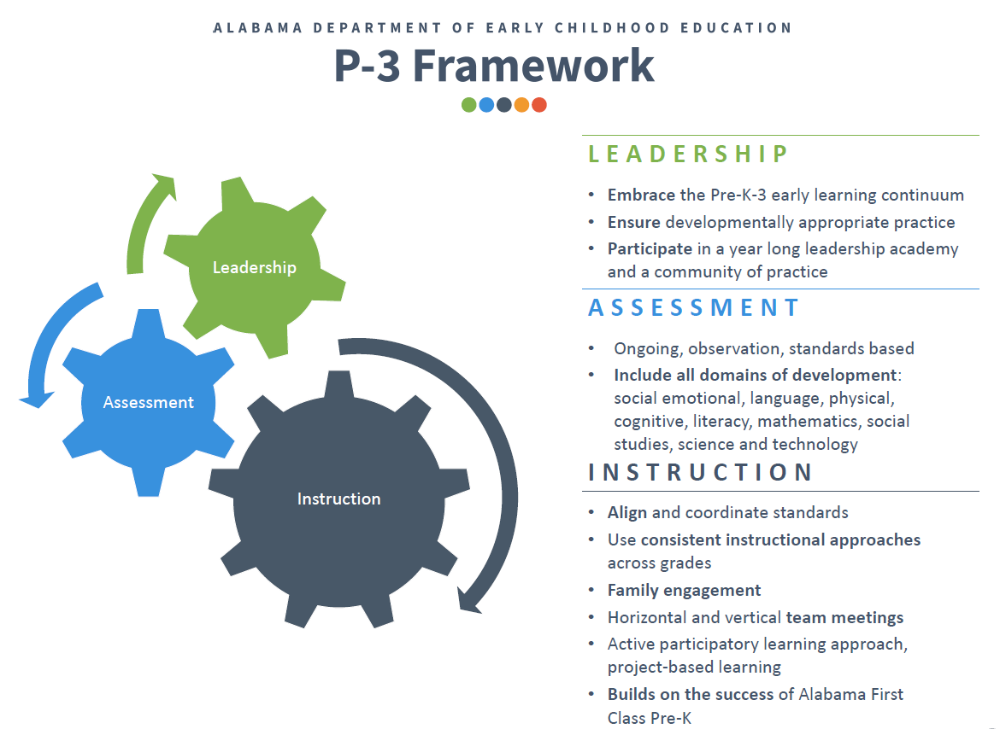 ALABAMA DEPARTMENT OF EARLY CHILDHOOD EDUCATION
P-3 Framework
Leadership
Assessment
Instruction
LEADERSHIP
• Embrace the Pre-K-3 early learning continuum
• Ensure developmentally appropriate practice
• Participate in a year long leadership academy
and a community of practice
ASSESSMENT
• Ongoing, observation, standards based
• Include all domains of development:
social emotional, language, physical,
cognitive, literacy, mathematics, social
studies, science and technology
INSTRUCTION
• Align and coordinate standards
• Use consistent instructional approaches
across grades
• Family engagement
• Horizontal and vertical team meetings
• Active participatory learning approach,
project-based learning
• Builds on the success of Alabama First
Class Pre-K